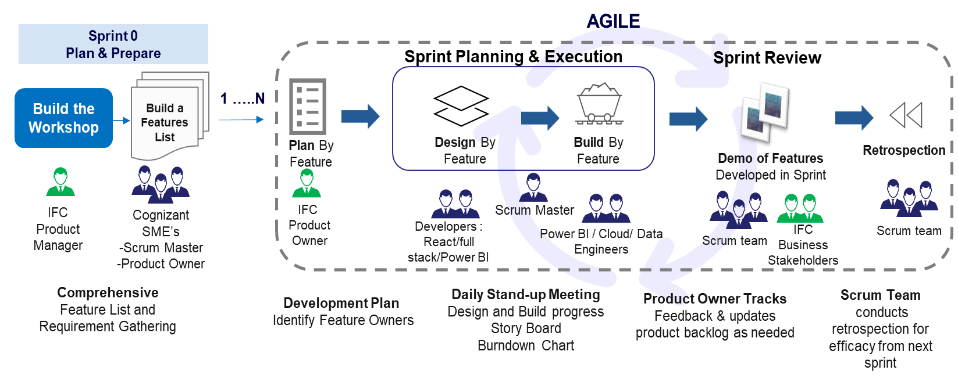 AGILE
Sprint 0
Plan & Prepare
Sprint Planning & Execution
Sprint Review
Build the
Workshop
Build a
Features
List
1 .....N
Plan By
Feature
Design By
Feature
Build By
Feature
Demo of Features
Developed in Sprint
Retrospection
IFC
Product
Manager
Cognizant
SME's
-Scrum Master
-Product Owner
IFC
Product
Owner
Developers :
React/full
stack/Power BI
Scrum Master
Power BI / Cloud/ Data
Engineers
Scrum team
IFC
Business
Stakeholders
Scrum team
Comprehensive
Feature List and
Requirement Gathering
Development Plan
Identify Feature Owners
Daily Stand-up Meeting
Design and Build progress
Story Board
Burndown Chart
Product Owner Tracks
Feedback & updates
product backlog as needed
Scrum Team
conducts
retrospection for
efficacy from next
sprint